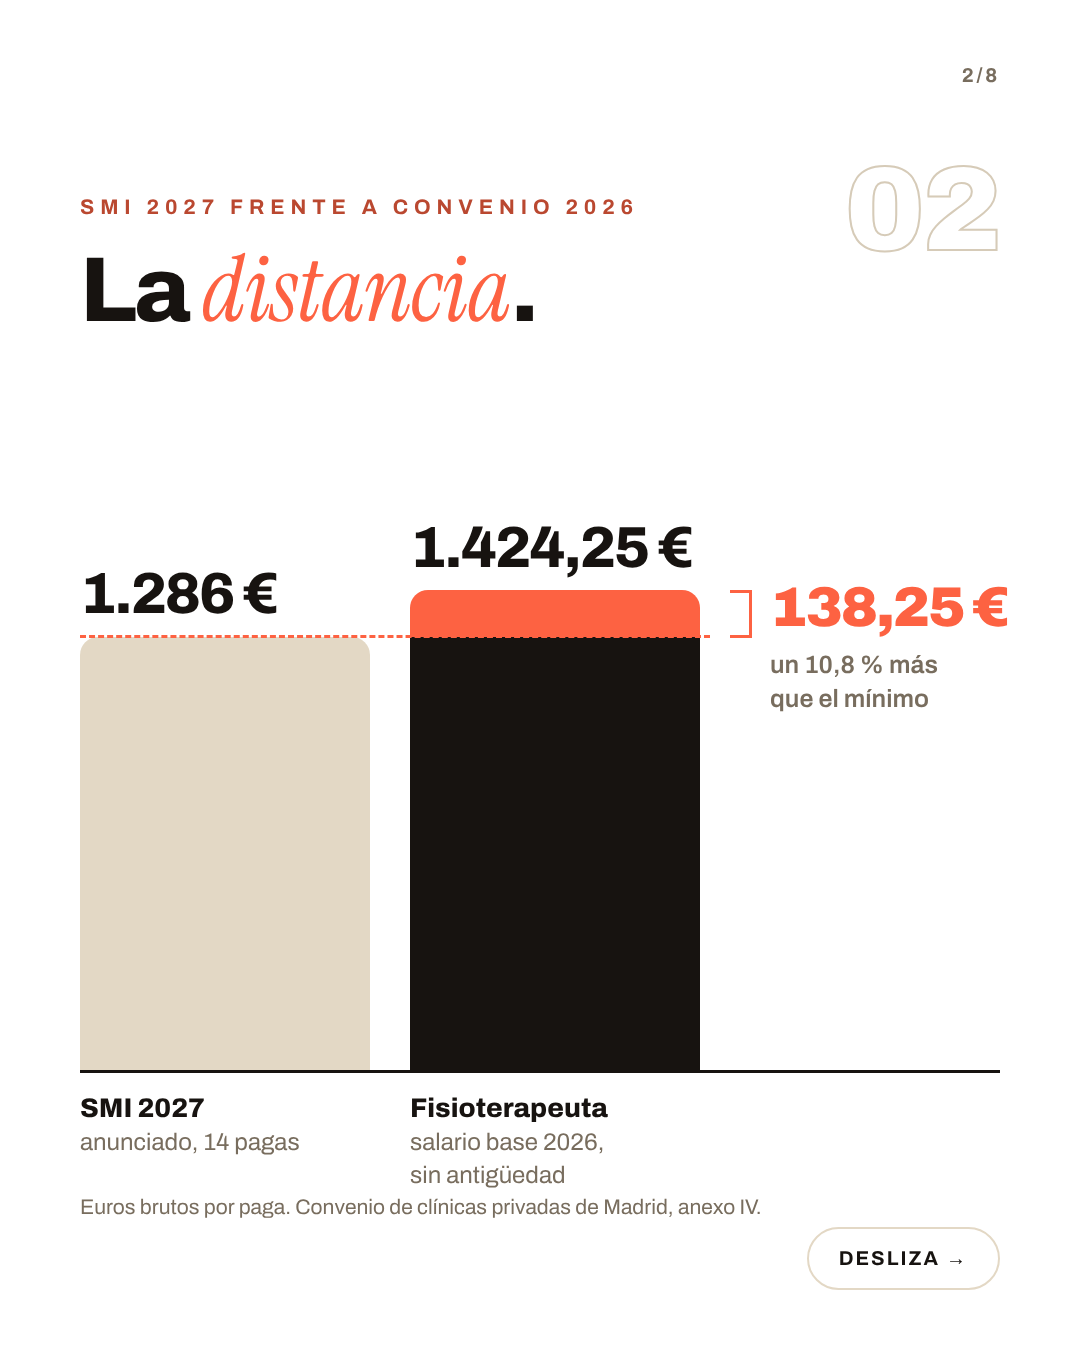 2/8
02
SMI 2027 FRENTE A CONVENIO 2026
La distancia.
1.286 €
1.424,25 €
138,25 €
un 10,8 % más
que el mínimo
SMI 2027
anunciado, 14 pagas
Fisioterapeuta
salario base 2026,
sin antigüedad
Euros brutos por paga. Convenio de clínicas privadas de Madrid, anexo IV.
DESLIZA →